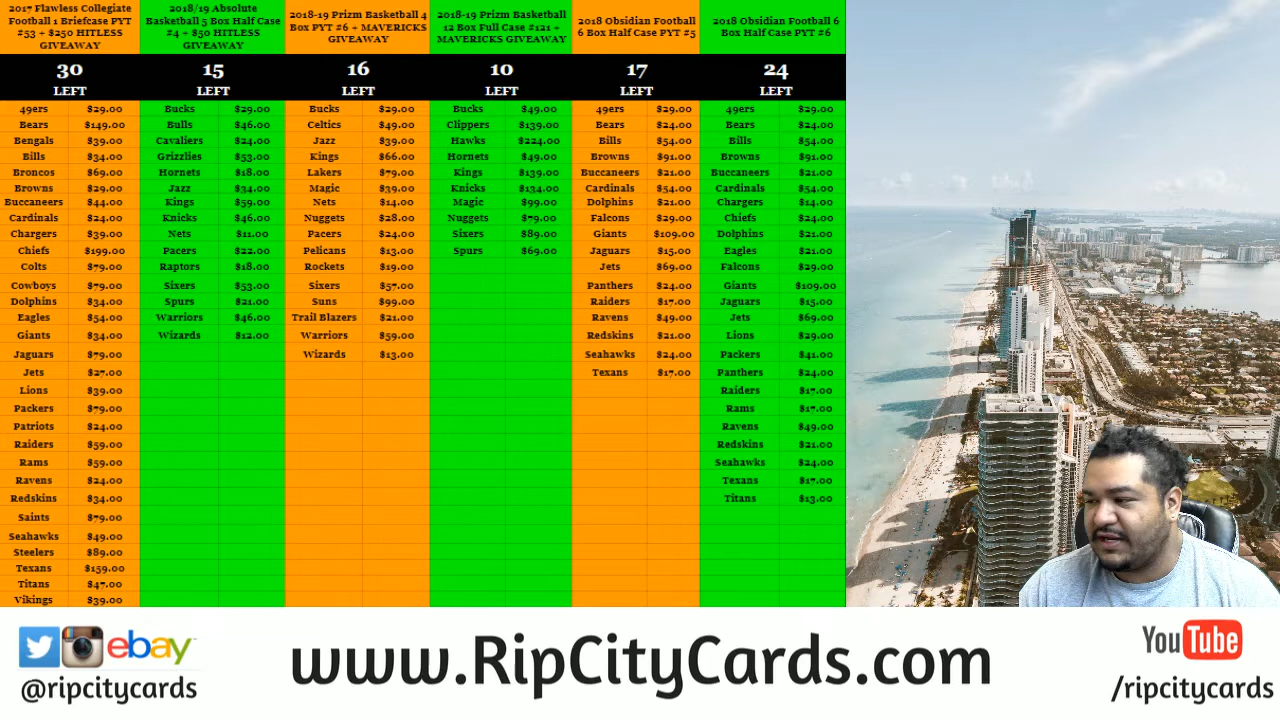 2017 Flawless Collegiate
Football 1 Briefcase PYT
#53 + $250 HITLESS
GIVEAWAY
30
LEFT
49ers $29.00
Bears $149.00
Bengals $39.00
Bills $34.00
Broncos $69.00
Browns $29.00
Buccaneers $44.00
Cardinals $24.00
Chargers $39.00
Chiefs $199.00
Colts $79.00
Cowboys $79.00
Dolphins $34.00
Eagles $54.00
Giants $34.00
Jaguars $79.00
Jets $27.00
Lions $39.00
Packers $79.00
Patriots $24.00
Raiders $59.00
Rams $59.00
Ravens $24.00
Redskins $34.00
Saints $79.00
Seahawks $49.00
Steelers $89.00
Texans $159.00
Titans $47.00
Vikings $39.00
2018/19 Absolute
Basketball 5 Box Half Case
#4 + $50 HITLESS
GIVEAWAY
15
LEFT
Bucks $29.00
Bulls $46.00
Cavaliers $24.00
Grizzlies $53.00
Hornets $18.00
Jazz $34.00
Kings $59.00
Knicks $46.00
Nets $11.00
Pacers $22.00
Raptors $18.00
Sixers $53.00
Spurs $21.00
Warriors $46.00
Wizards $12.00
2018-19 Prizm Basketball 4
Box PYT #6 + MAVERICKS
GIVEAWAY
16
LEFT
Bucks $29.00
Celtics $49.00
Jazz $39.00
Kings $66.00
Lakers $79.00
Magic $39.00
Nets $14.00
Nuggets $28.00
Pacers $24.00
Pelicans $13.00
Rockets $19.00
Sixers $57.00
Suns $99.00
Trail Blazers $21.00
Warriors $59.00
Wizards $13.00
2018-19 Prizm Basketball
12 Box Full Case #121 +
MAVERICKS GIVEAWAY
10
LEFT
Bucks $49.00
Clippers $139.00
Hawks $224.00
Hornets $49.00
Kings $139.00
Knicks $134.00
Magic $99.00
Nuggets $79.00
Sixers $89.00
Spurs $69.00
2018 Obsidian Football
6 Box Half Case PYT #5
17
LEFT
49ers $29.00
Bears $24.00
Bills $54.00
Browns $91.00
Buccaneers $21.00
Cardinals $54.00
Dolphins $21.00
Falcons $29.00
Giants $109.00
Jaguars $15.00
Jets $69.00
Panthers $24.00
Raiders $17.00
Ravens $49.00
Redskins $21.00
Seahawks $24.00
Texans $17.00
2018 Obsidian Football 6
Box Half Case PYT #6
24
LEFT
49ers $29.00
Bears $24.00
Bills $54.00
Browns $91.00
Buccaneers $21.00
Cardinals $54.00
Chargers $14.00
Chiefs $24.00
Dolphins $21.00
Eagles $21.00
Falcons $29.00
Giants $109.00
Jaguars $15.00
Jets $69.00
Lions $29.00
Packers $41.00
Panthers $24.00
Raiders $17.00
Rams $17.00
Ravens $49.00
Redskins $21.00
Seahawks $24.00
Texans $17.00
Titans $13.00
ebay
@ripcitycards
www.RipCityCards.com
YouTube
/ripcitycards